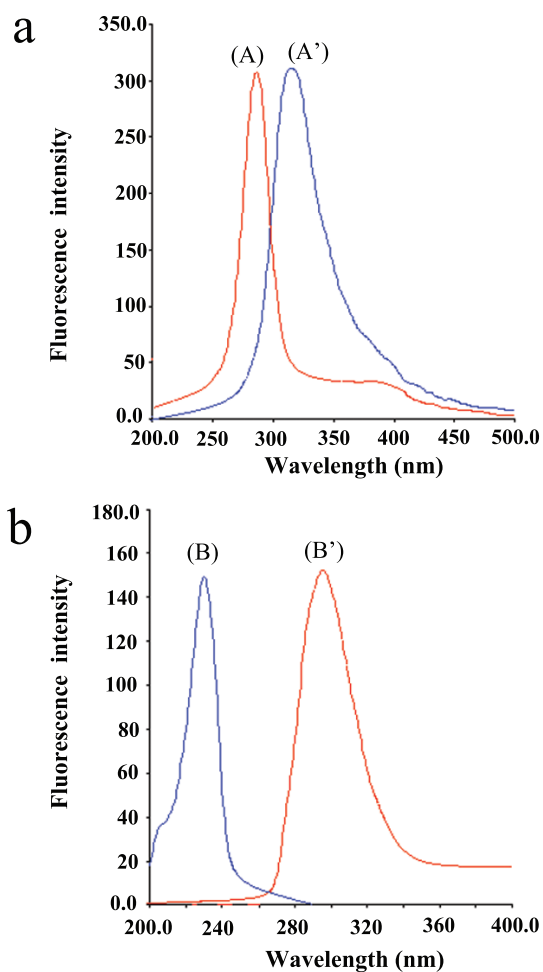 a
(A) (A’)
350.0
300
250
200
150
100
50
0.0
Fluorescence intensity
200.0 250 300 350 400 450 500.0
Wavelength (nm)
b
(B) (B’)
180.0
160
140
120
100
80
60
40
20
0.0
Fluorescence intensity
200.0 240 280 320 360 400.0
Wavelength (nm)